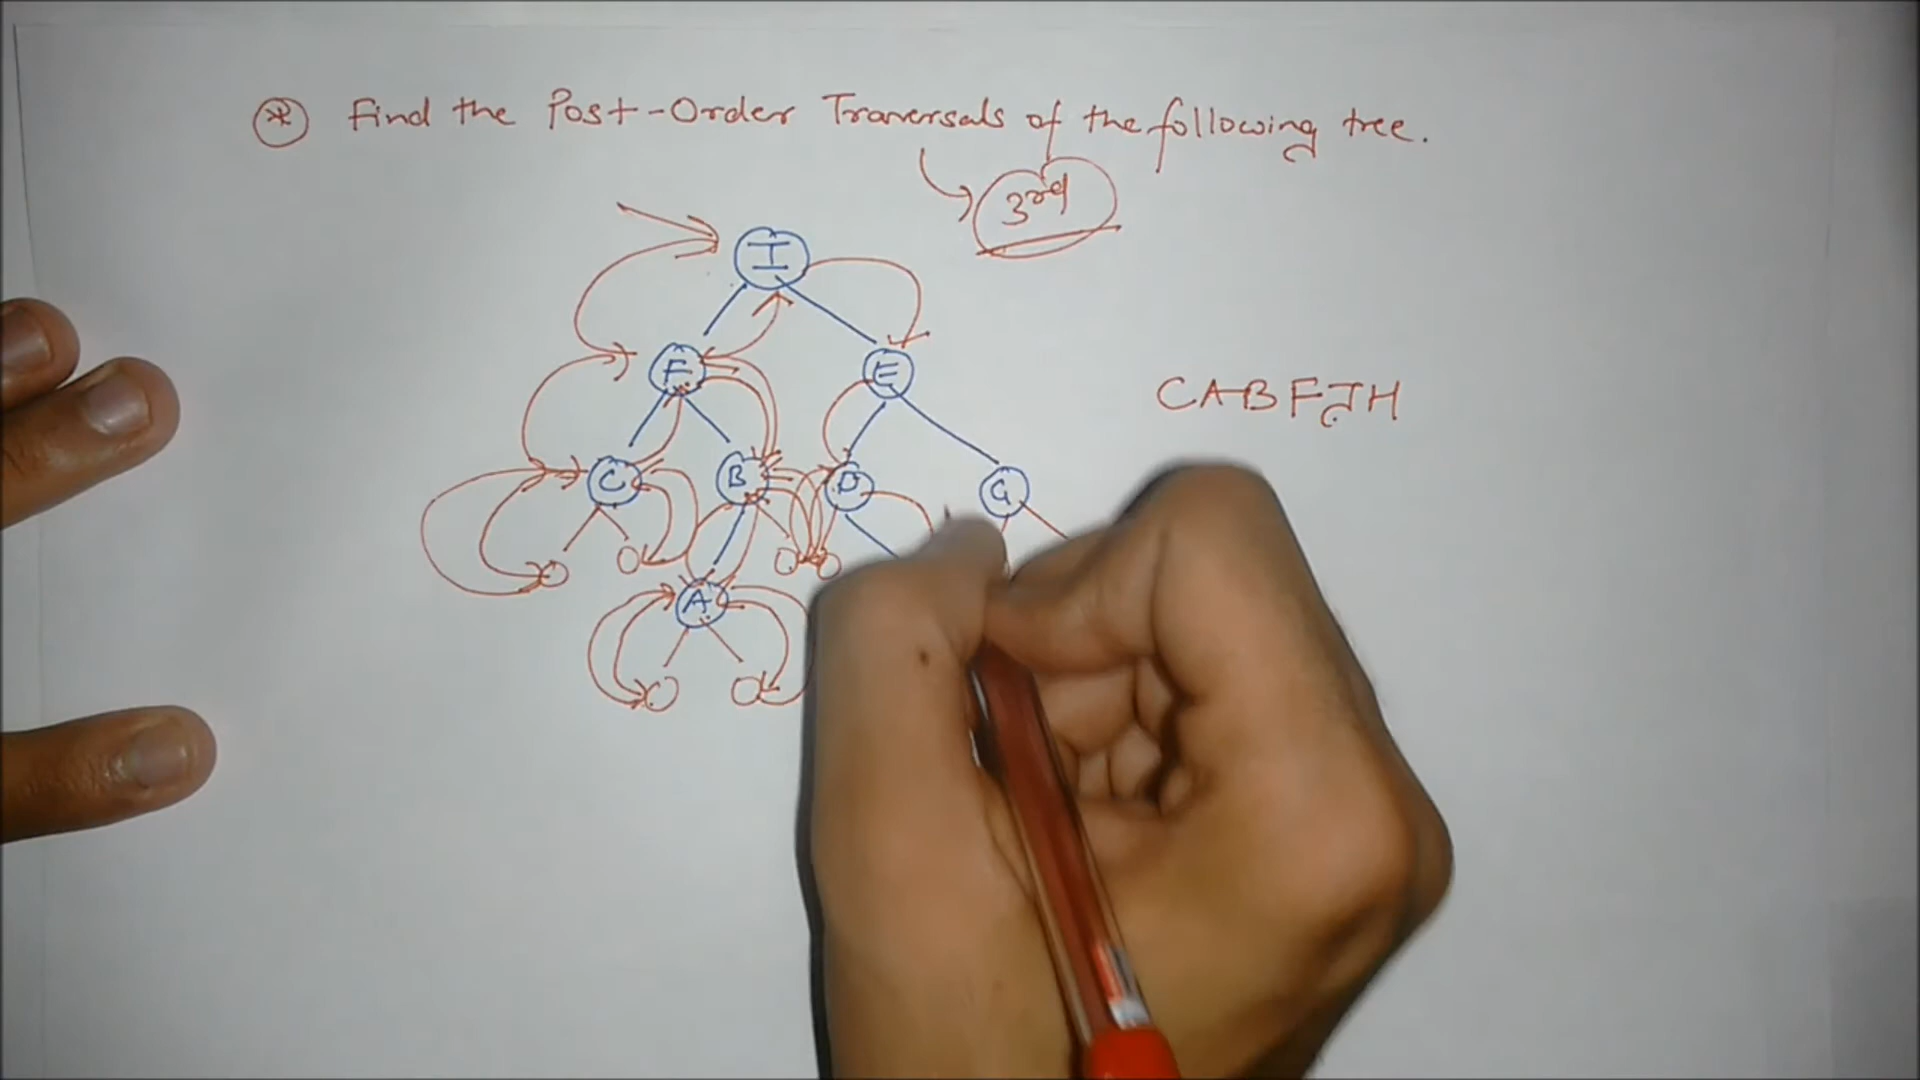 * Find the Post-Order Traversals of the following tree.
3rd
I
F E
C B D G
A
CABFJH